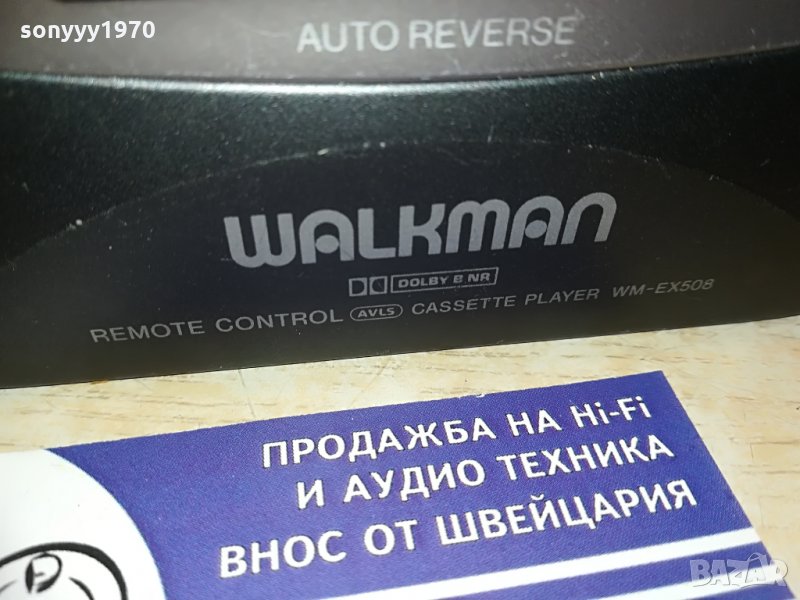 sonyyy1970
AUTO REVERSE
WALKMAN
DOLBY B NR
REMOTE CONTROL AVLS CASSETTE PLAYER WM-EX508
ПРОДАЖБА НА Hi-Fi
И АУДИО ТЕХНИКА
ВНОС ОТ ШВЕЙЦАРИЯ
BAZAR